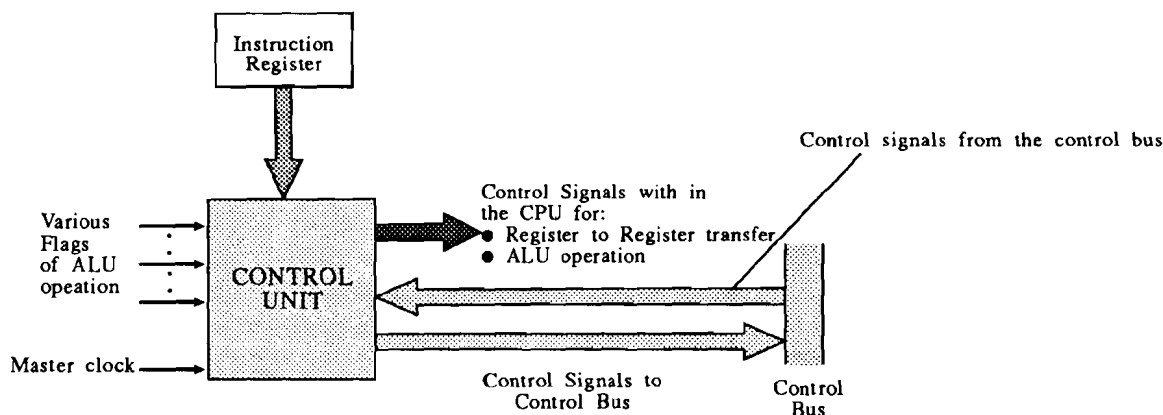 Instruction
Register
Control signals from the control bus
Control Signals with in
the CPU for:
● Register to Register transfer
● ALU operation
Various
Flags
of ALU
opeation
CONTROL
UNIT
Master clock
Control Signals to
Control Bus
Control
Bus